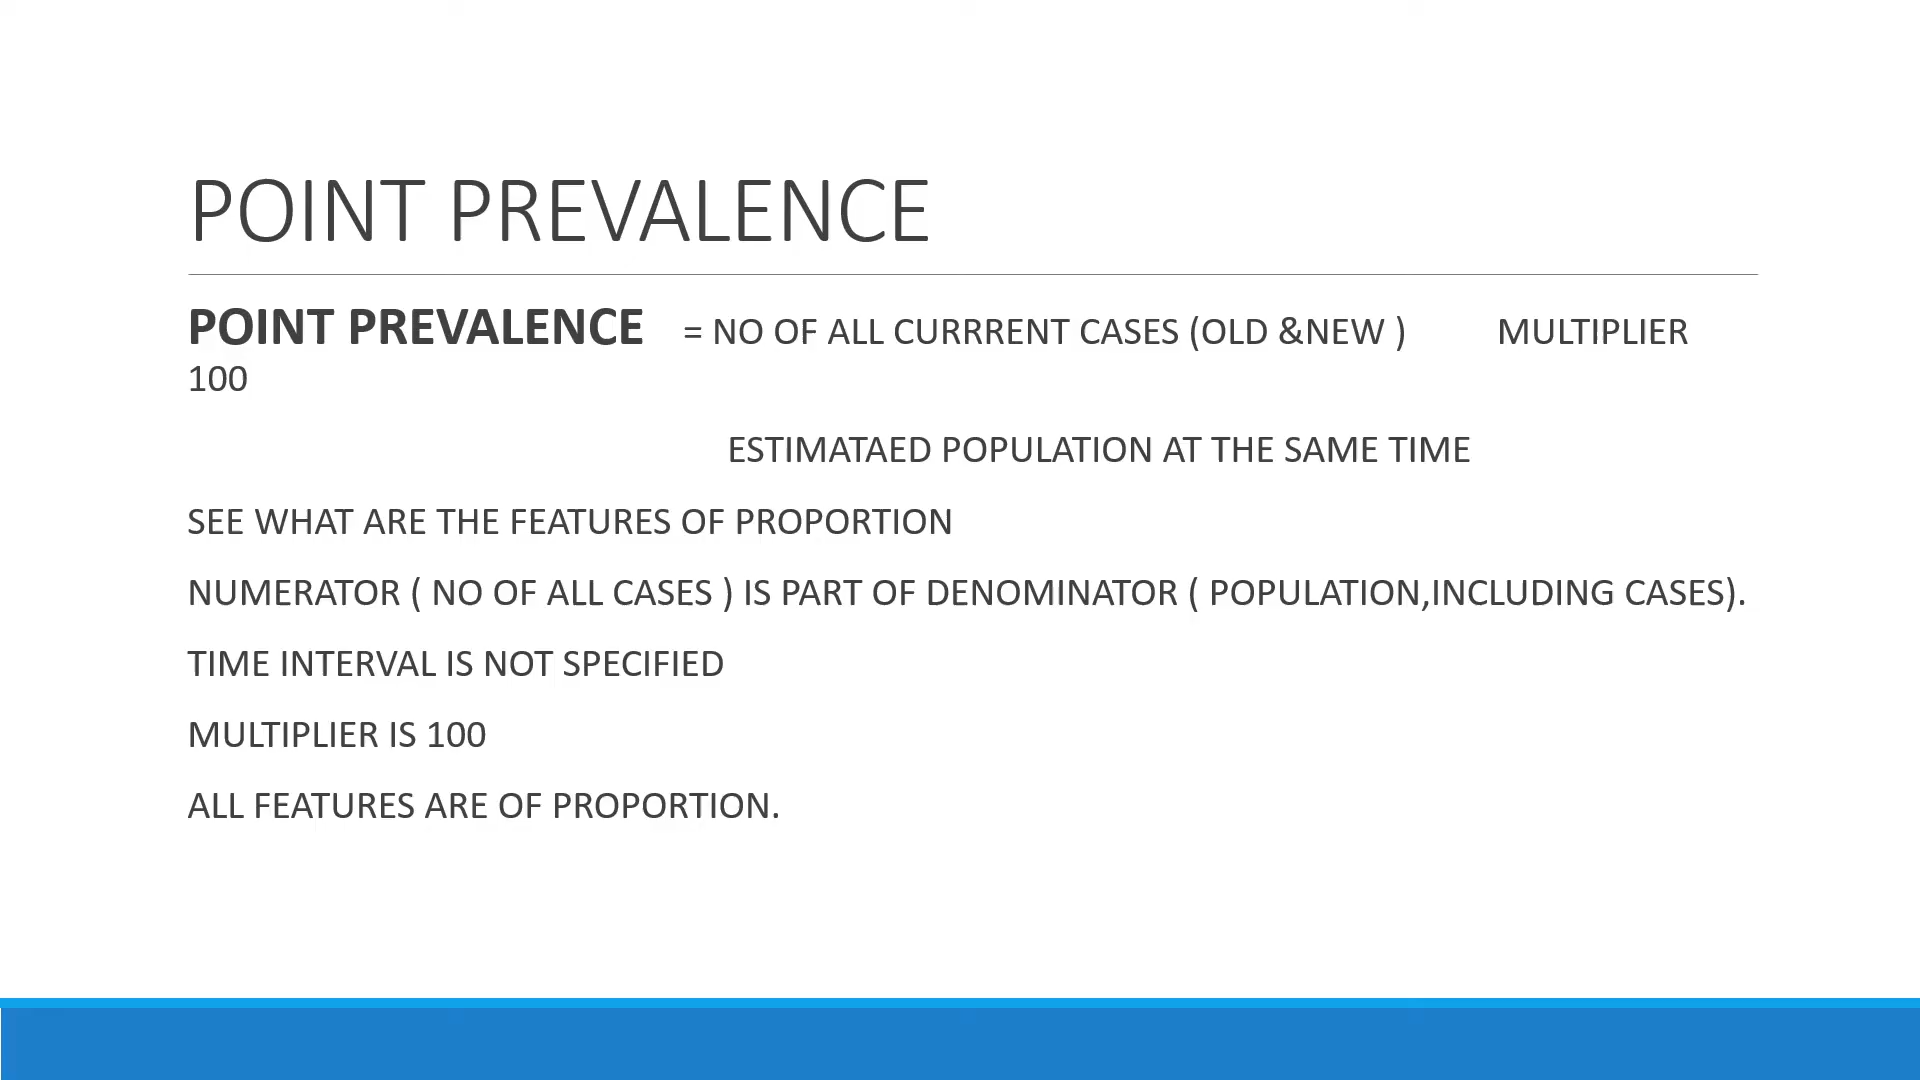 POINT PREVALENCE
POINT PREVALENCE = NO OF ALL CURRRENT CASES (OLD &NEW ) MULTIPLIER
100
ESTIMATAED POPULATION AT THE SAME TIME
SEE WHAT ARE THE FEATURES OF PROPORTION
NUMERATOR ( NO OF ALL CASES ) IS PART OF DENOMINATOR ( POPULATION,INCLUDING CASES).
TIME INTERVAL IS NOT SPECIFIED
MULTIPLIER IS 100
ALL FEATURES ARE OF PROPORTION.